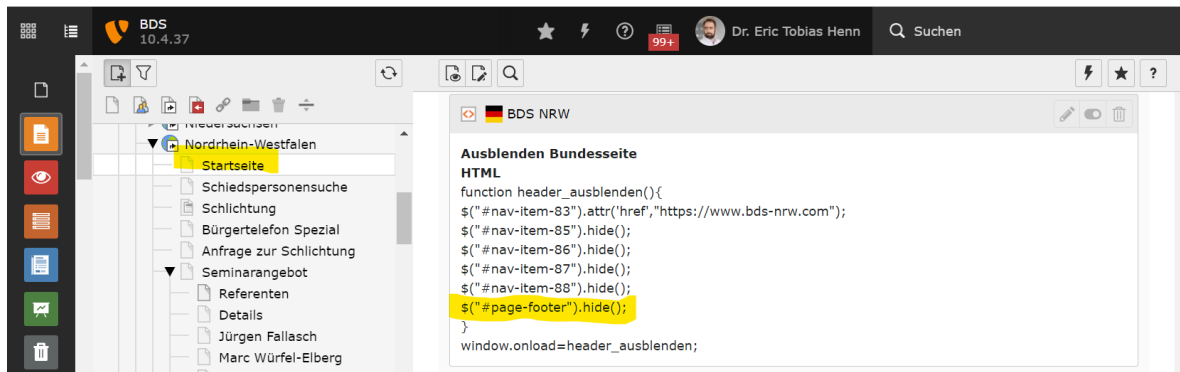 BDS
10.4.37
99+
Dr. Eric Tobias Henn
Suchen
?
Niedersachsen
Nordrhein-Westfalen
Startseite
Schiedspersonensuche
Schlichtung
Bürgertelefon Spezial
Anfrage zur Schlichtung
Seminarangebot
Referenten
Details
Jürgen Fallasch
Marc Würfel-Elberg
BDS NRW
Ausblenden Bundesseite
HTML
function header_ausblenden(){
$("#nav-item-83").attr('href',"https://www.bds-nrw.com");
$("#nav-item-85").hide();
$("#nav-item-86").hide();
$("#nav-item-87").hide();
$("#nav-item-88").hide();
$("#page-footer").hide();
}
window.onload=header_ausblenden;